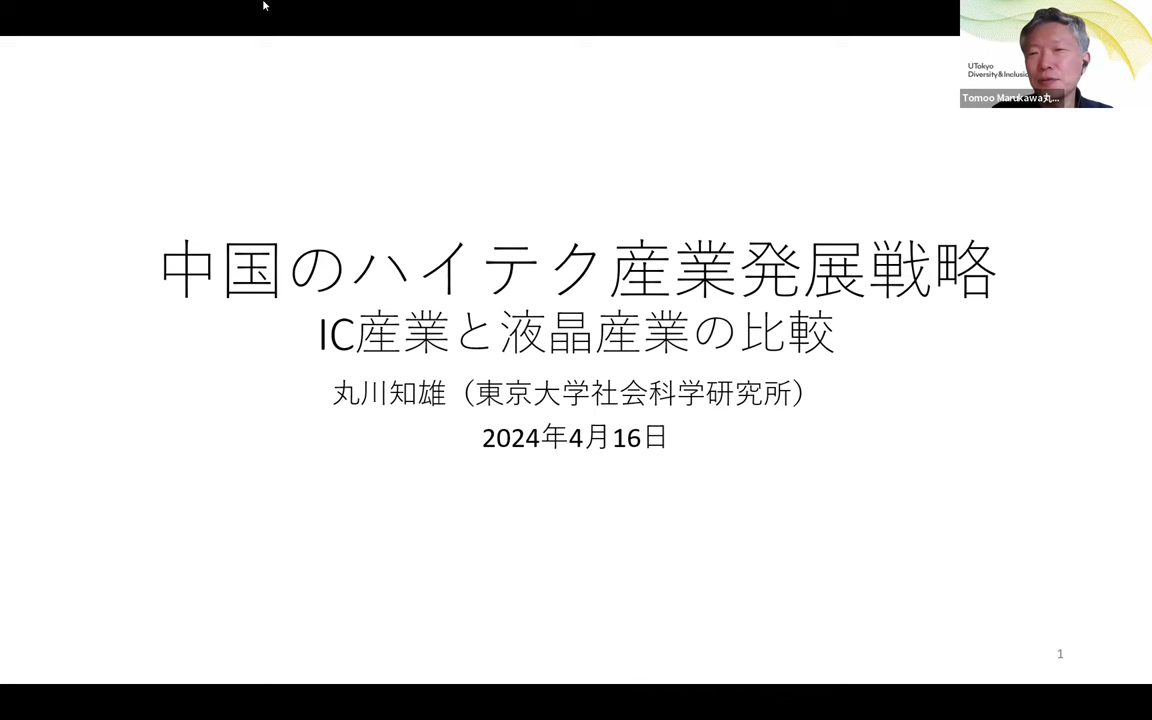 UTokyo
Diversity&Inclusio
Tomoo Marukawa丸...
中国のハイテク産業発展戦略
IC産業と液晶産業の比較
丸川知雄（東京大学社会科学研究所）
2024年4月16日
1